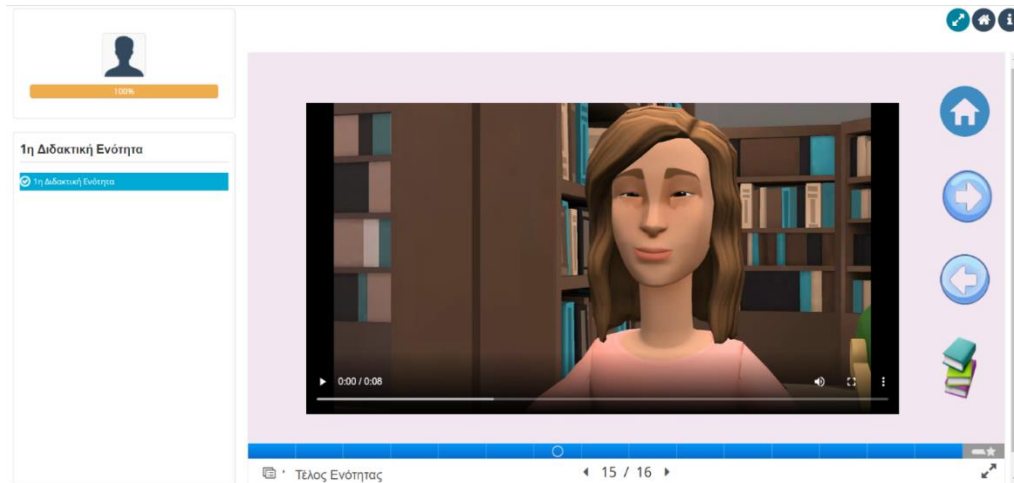 100%
1η Διδακτική Ενότητα
1η Διδακτική Ενότητα
0:00 / 0:08
Τέλος Ενότητας
15 / 16